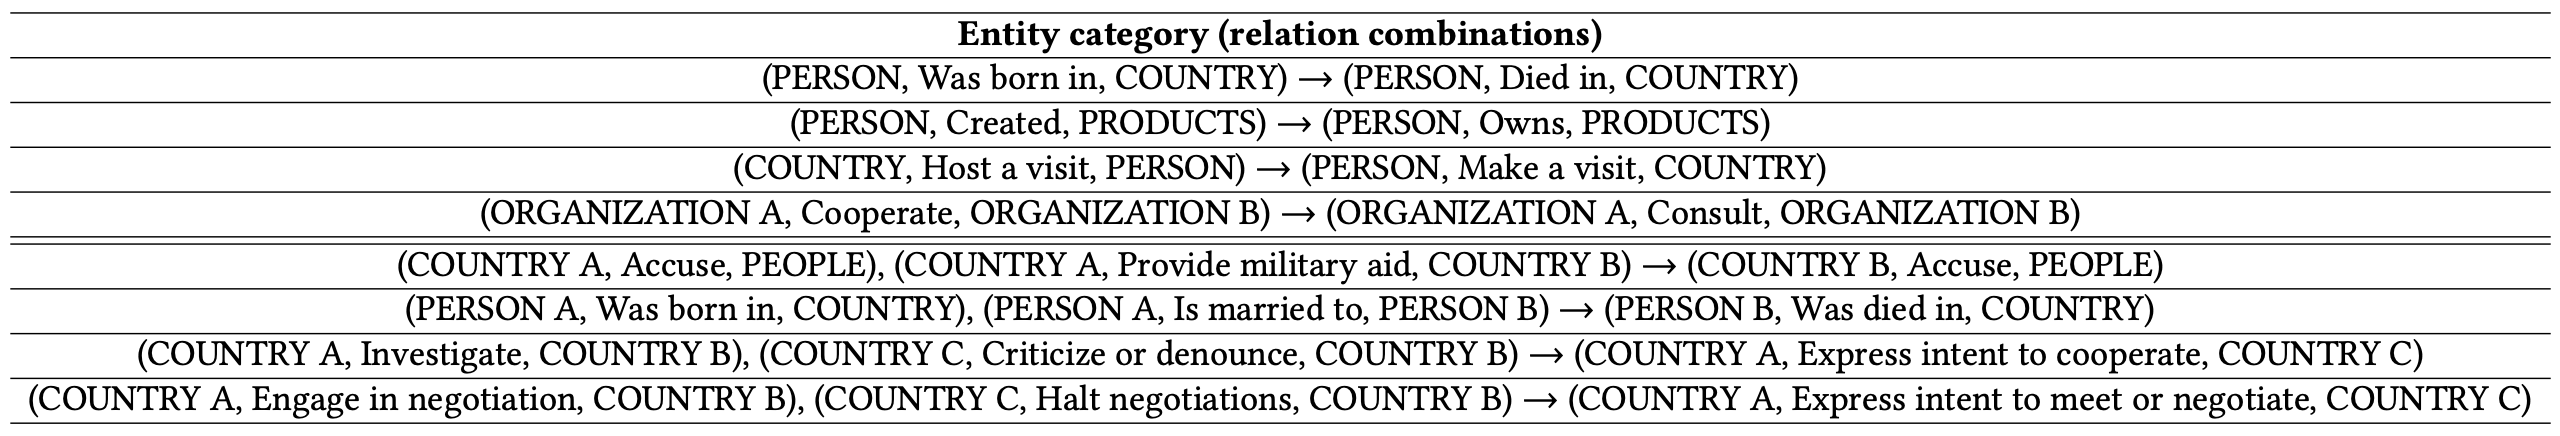 Entity category (relation combinations)
(PERSON, Was born in, COUNTRY) → (PERSON, Died in, COUNTRY)
(PERSON, Created, PRODUCTS) → (PERSON, Owns, PRODUCTS)
(COUNTRY, Host a visit, PERSON) → (PERSON, Make a visit, COUNTRY)
(ORGANIZATION A, Cooperate, ORGANIZATION B) → (ORGANIZATION A, Consult, ORGANIZATION B)
(COUNTRY A, Accuse, PEOPLE), (COUNTRY A, Provide military aid, COUNTRY B) → (COUNTRY B, Accuse, PEOPLE)
(PERSON A, Was born in, COUNTRY), (PERSON A, Is married to, PERSON B) → (PERSON B, Was died in, COUNTRY)
(COUNTRY A, Investigate, COUNTRY B), (COUNTRY C, Criticize or denounce, COUNTRY B) → (COUNTRY A, Express intent to cooperate, COUNTRY C)
(COUNTRY A, Engage in negotiation, COUNTRY B), (COUNTRY C, Halt negotiations, COUNTRY B) → (COUNTRY A, Express intent to meet or negotiate, COUNTRY C)